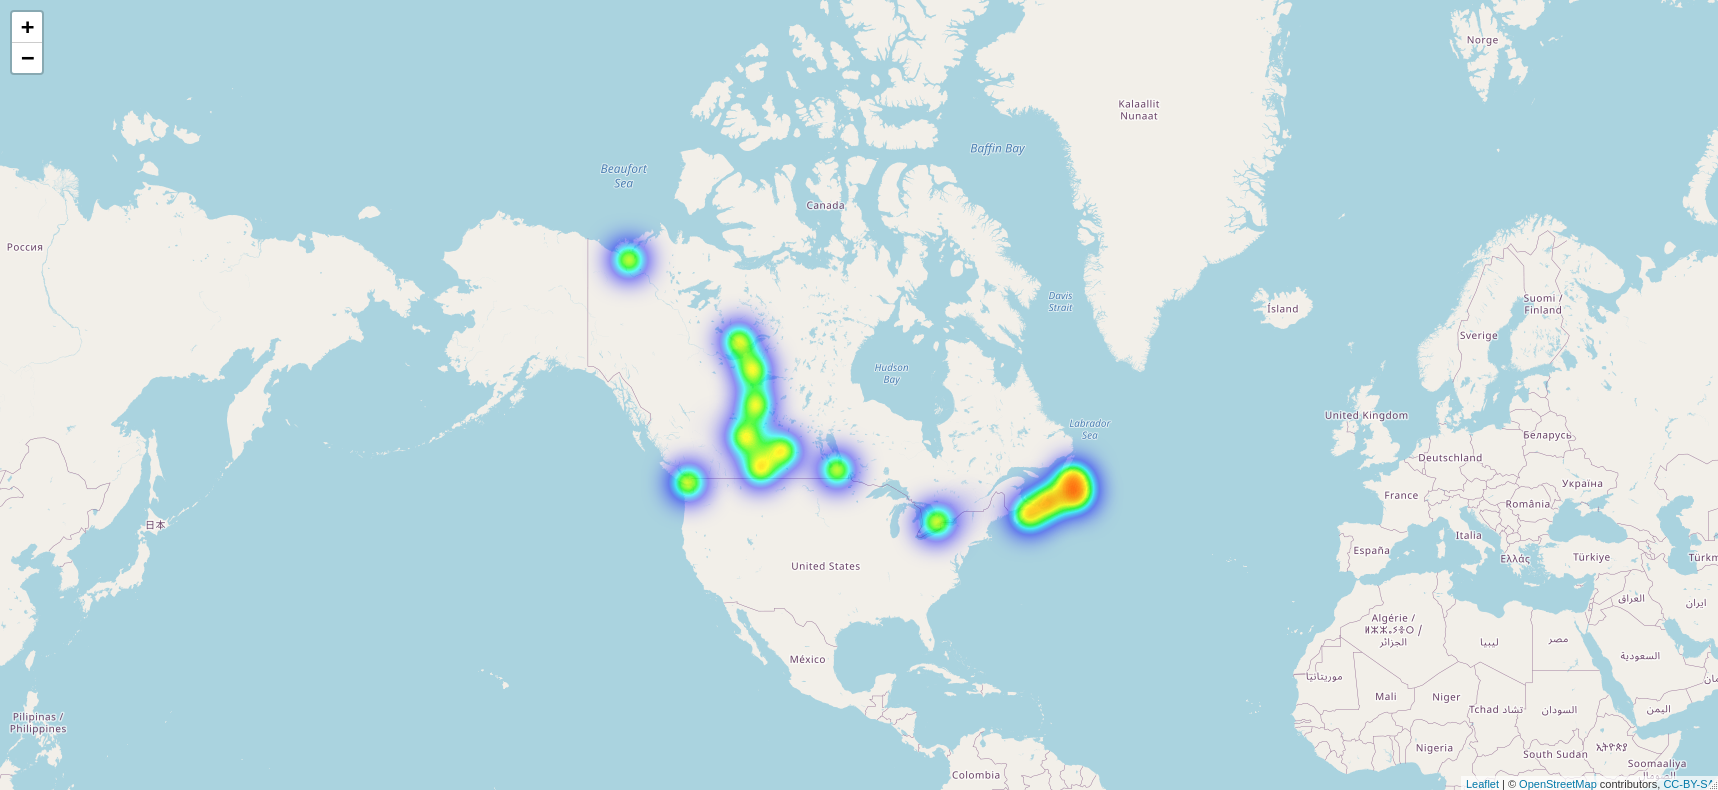 +
−
Norge
Kalaallit
Nunaat
Baffin Bay
Beaufort
Sea
Canada
Россия
Davis
Strait
Ísland
Suomi /
Finland
Sverige
Hudson
Bay
United Kingdom
Labrador
Sea
Беларусь
Deutschland
Україна
France
România
日本
Italia
España
Ελλάς
Türkiye
Türkm
United States
العراق
ایران
Algérie /
ⵍⵣⵣⴰⵢⴻⵔ /
الجزائر
ليبيا
مصر
México
السعودية
موريتانيا
Mali
Niger
Tchad تشاد
السودان
اليمن
Pilipinas /
Philippines
Nigeria
South Sudan
ኢትዮጵያ
Soomaaliya
Colombia
Leaflet | © OpenStreetMap contributors, CC-BY-SA